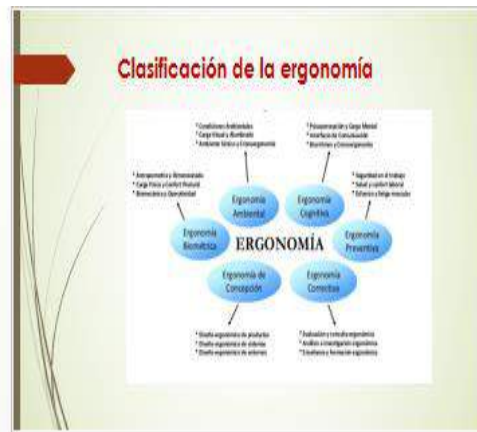 Clasificación de la ergonomía
* Condiciones Ambientales
* Carga Visual y Alumbrado
* Ambiente Sónico y Cronoergonomía
* Psicopercepción y Carga Mental
* Interfaces de Comunicación
* Biorritmos y Cronoergonomía
* Antropometría y Dimensionado
* Carga Física y Confort Postural
* Biomecánica y Operatividad
* Seguridad en el trabajo
* Salud y confort laboral
* Esfuerzo y fatiga muscular
Ergonomía
Ambiental
Ergonomía
Cognitiva
Ergonomía
Biométrica
ERGONOMÍA
Ergonomía
Preventiva
Ergonomía de
Concepción
Ergonomía
Correctiva
* Diseño ergonómico de productos
* Diseño ergonómico de sistemas
* Diseño ergonómico de entornos
* Evaluación y consulta ergonómica
* Análisis e investigación ergonómica
* Enseñanza y formación ergonómica